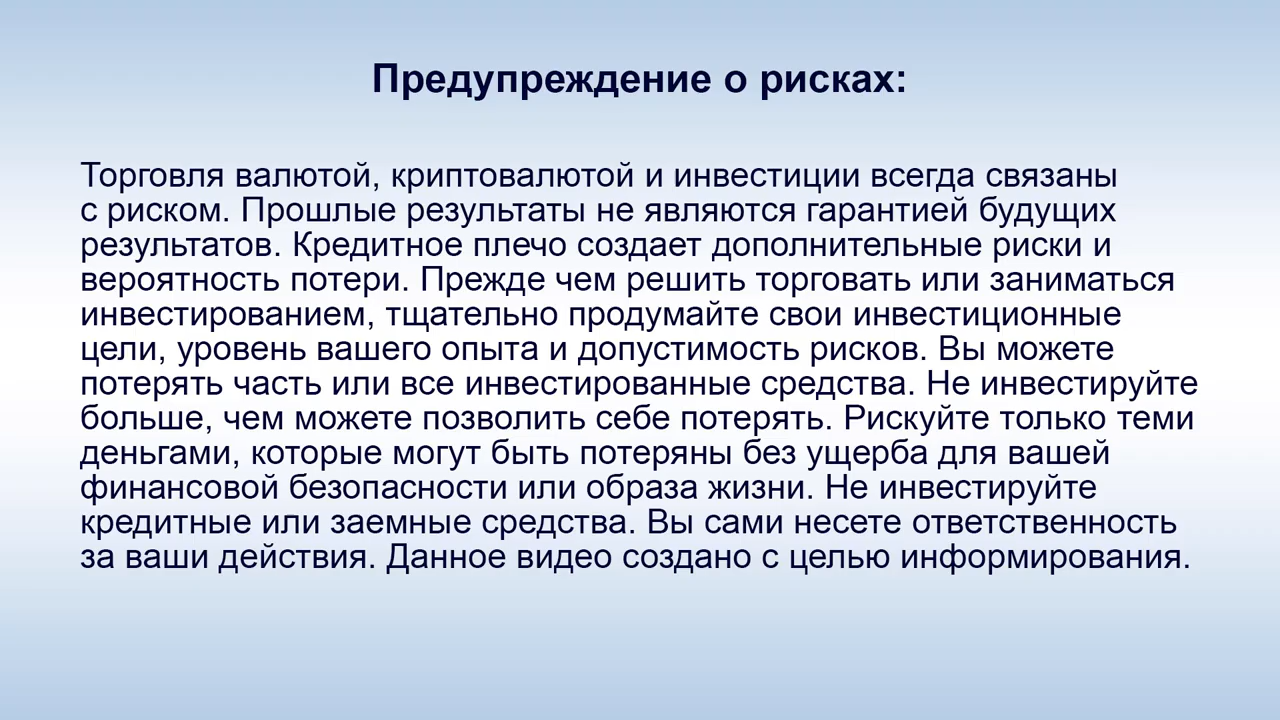 Предупреждение о рисках:
Торговля валютой, криптовалютой и инвестиции всегда связаны
с риском. Прошлые результаты не являются гарантией будущих
результатов. Кредитное плечо создает дополнительные риски и
вероятность потери. Прежде чем решить торговать или заниматься
инвестированием, тщательно продумайте свои инвестиционные
цели, уровень вашего опыта и допустимость рисков. Вы можете
потерять часть или все инвестированные средства. Не инвестируйте
больше, чем можете позволить себе потерять. Рискуйте только теми
деньгами, которые могут быть потеряны без ущерба для вашей
финансовой безопасности или образа жизни. Не инвестируйте
кредитные или заемные средства. Вы сами несете ответственность
за ваши действия. Данное видео создано с целью информирования.